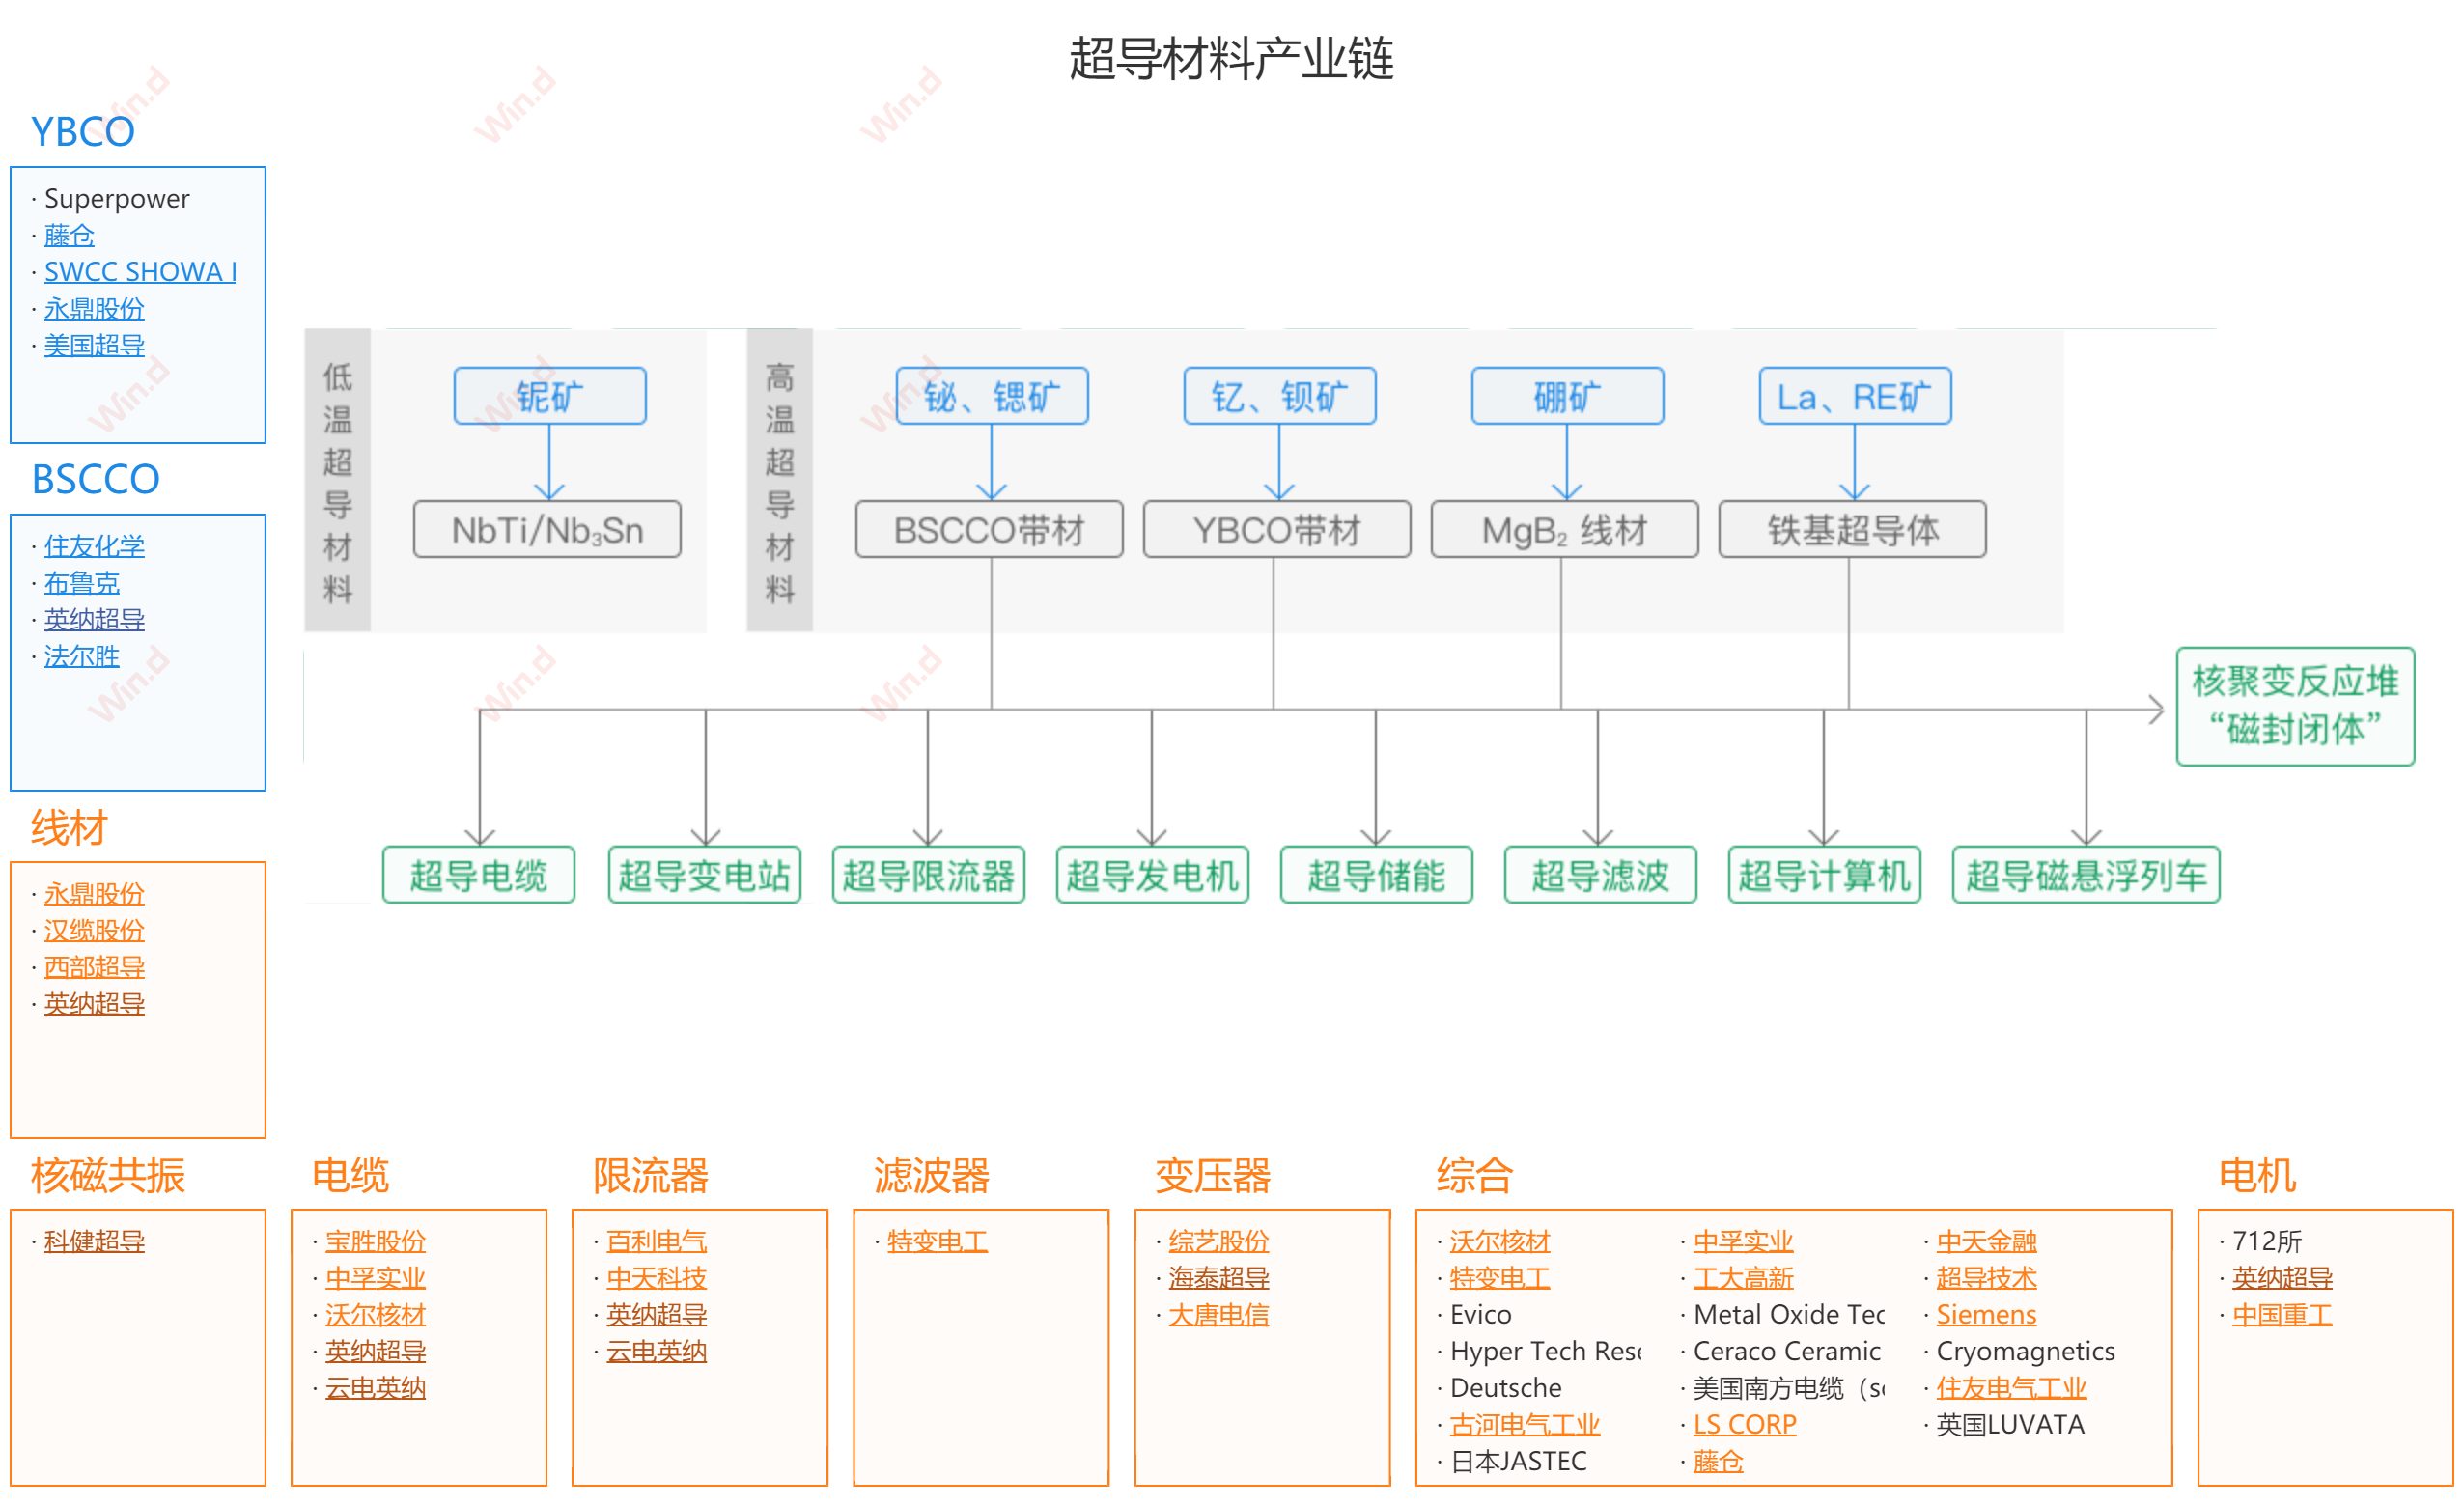 超导材料产业链
YBCO
· Superpower
· 藤仓
· SWCC SHOWA
· 永鼎股份
· 美国超导
BSCCO
· 住友化学
· 布鲁克
· 英纳超导
· 法尔胜
线材
· 永鼎股份
· 汉缆股份
· 西部超导
· 英纳超导
低温超导材料
铌矿
NbTi/Nb₃Sn
高温超导材料
铋、锶矿
钇、钡矿
硼矿
La、RE矿
BSCCO带材
YBCO带材
MgB₂ 线材
铁基超导体
核聚变反应堆
“磁封闭体”
超导电缆
超导变电站
超导限流器
超导发电机
超导储能
超导滤波
超导计算机
超导磁悬浮列车
核磁共振
· 科健超导
电缆
· 宝胜股份
· 中孚实业
· 沃尔核材
· 英纳超导
· 云电英纳
限流器
· 百利电气
· 中天科技
· 英纳超导
· 云电英纳
滤波器
· 特变电工
变压器
· 综艺股份
· 海泰超导
· 大唐电信
综合
· 沃尔核材
· 特变电工
· Evico
· Hyper Tech Rese
· Deutsche
· 古河电气工业
· 日本JASTEC
· 中孚实业
· 工大高新
· Metal Oxide Tec
· Ceraco Ceramic
· 美国南方电缆（so
· LS CORP
· 藤仓
· 中天金融
· 超导技术
· Siemens
· Cryomagnetics
· 住友电气工业
· 英国LUVATA
电机
· 712所
· 英纳超导
· 中国重工
Win.d
Win.d
Win.d
Win.d
Win.d
Win.d
Win.d
Win.d
Win.d